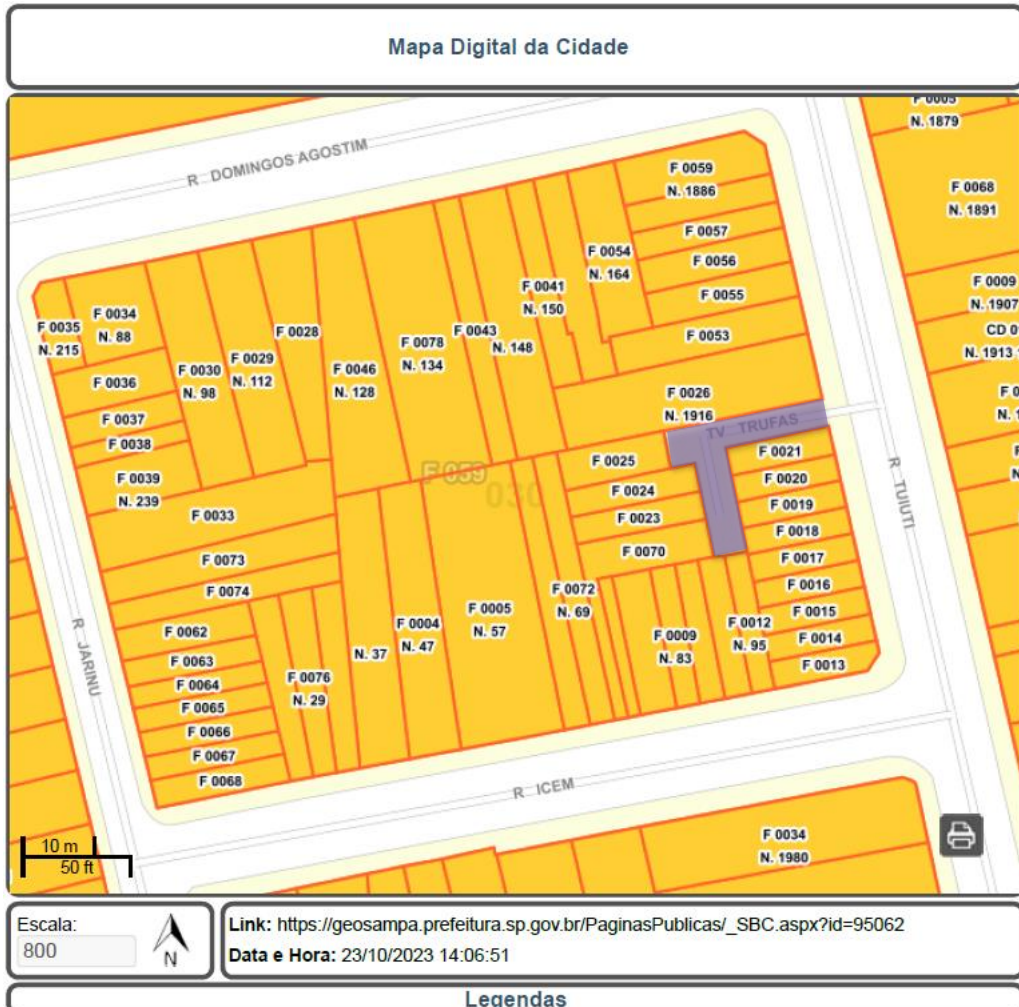 Mapa Digital da Cidade
F 0005
N. 1879
R DOMINGOS AGOSTIM
F 0059
N. 1886
F 0068
N. 1891
F 0057
F 0054
N. 164
F 0056
F 0041
N. 150
F 0055
F 0009
N. 1907
F 0034
N. 88
F 0035
N. 215
F 0028
F 0043
N. 148
F 0053
CD 0
N. 1913
F 0078
N. 134
F 0029
N. 112
F 0030
N. 98
F 0046
N. 128
F 0036
F 0026
N. 1916
F 0037
TV TRUFAS
F 0038
F 0021
F 0025
F 0039
N. 239
F 059
030
F 0020
F 0024
R TUIUTI
F 0019
F 0033
F 0023
F 0018
F 0070
F 0017
F 0073
F 0016
F 0074
F 0072
N. 69
F 0005
N. 57
F 0015
F 0004
N. 47
F 0012
N. 95
F 0062
F 0009
N. 83
F 0014
R JARINU
N. 37
F 0063
F 0013
F 0076
N. 29
F 0064
F 0065
F 0066
F 0067
F 0068
R ICEM
F 0034
N. 1980
10 m
50 ft
Escala:
800
N
Link: https://geosampa.prefeitura.sp.gov.br/PaginasPublicas/_SBC.aspx?id=95062
Data e Hora: 23/10/2023 14:06:51
Legendas